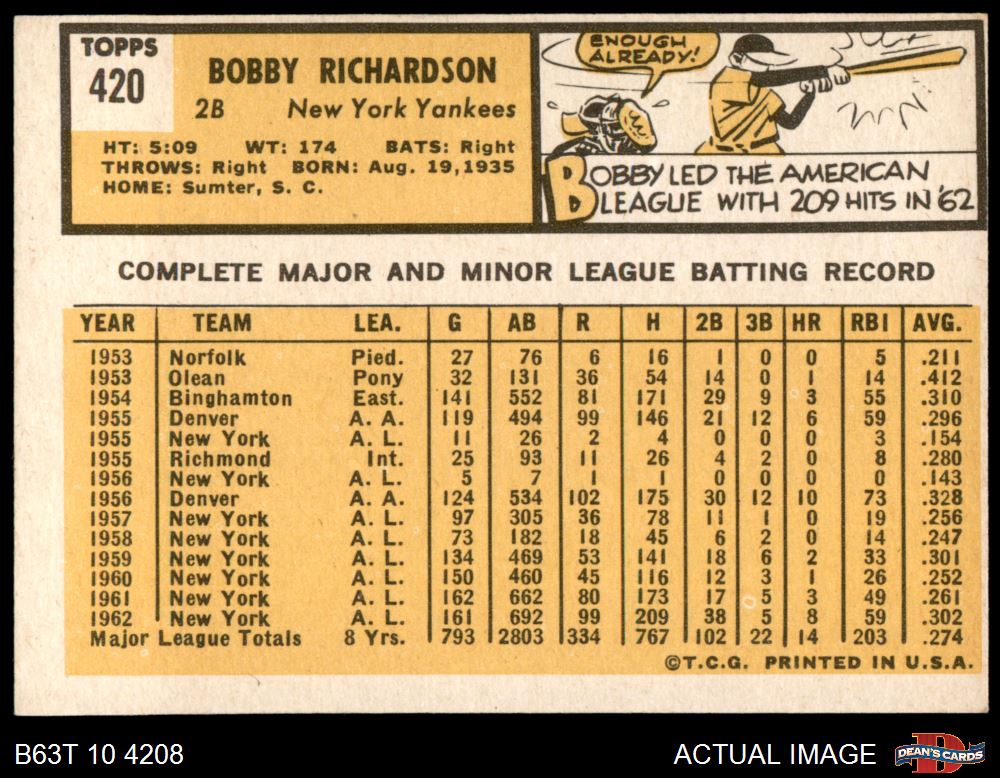 TOPPS
420
BOBBY RICHARDSON
2B New York Yankees
HT: 5:09 WT: 174 BATS: Right
THROWS: Right BORN: Aug. 19, 1935
HOME: Sumter, S. C.
ENOUGH
ALREADY!
BOBBY LED THE AMERICAN
LEAGUE WITH 209 HITS IN '62
COMPLETE MAJOR AND MINOR LEAGUE BATTING RECORD
YEAR TEAM LEA. G AB R H 2B 3B HR RBI AVG.
1953 Norfolk Pied. 27 76 6 16 1 0 0 5 .211
1953 Olean Pony 32 131 36 54 14 0 1 14 .412
1954 Binghamton East. 141 552 81 171 29 9 3 55 .310
1955 Denver A. A. 119 494 99 146 21 12 6 59 .296
1955 New York A. L. 11 26 2 4 0 0 0 3 .154
1955 Richmond Int. 25 93 11 26 4 2 0 8 .280
1956 New York A. L. 5 7 1 1 0 0 0 0 .143
1956 Denver A. A. 124 534 102 175 30 12 10 73 .328
1957 New York A. L. 97 305 36 78 11 1 0 19 .256
1958 New York A. L. 73 182 18 45 6 2 0 14 .247
1959 New York A. L. 134 469 53 141 18 6 2 33 .301
1960 New York A. L. 150 460 45 116 12 3 1 26 .252
1961 New York A. L. 162 662 80 173 17 5 3 49 .261
1962 New York A. L. 161 692 99 209 38 5 8 59 .302
Major League Totals 8 Yrs. 793 2803 334 767 102 22 14 203 .274
©T.C.G. PRINTED IN U.S.A.
B63T 10 4208
ACTUAL IMAGE
D
DEAN'S CARDS